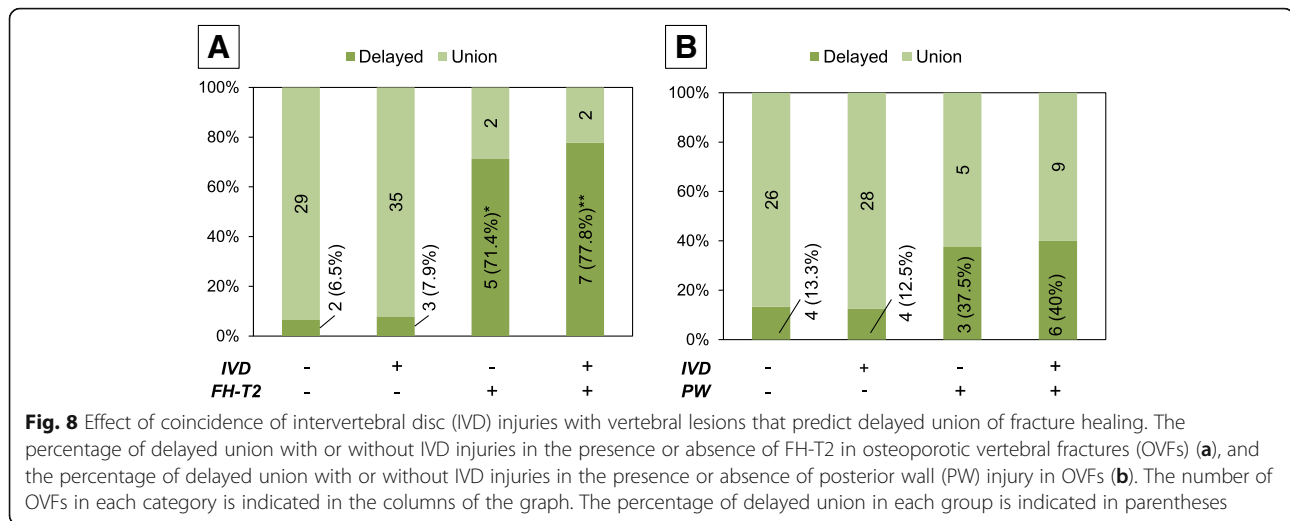 A
Delayed Union
100%
80%
60%
40%
20%
0%
29
2 (6.5%)
35
3 (7.9%)
2
5 (71.4%)*
2
7 (77.8%)**
IVD - + - +
FH-T2 - - + +
B
Delayed Union
100%
80%
60%
40%
20%
0%
26
4 (13.3%)
28
4 (12.5%)
5
3 (37.5%)
9
6 (40%)
IVD - + - +
PW - - + +
Fig. 8 Effect of coincidence of intervertebral disc (IVD) injuries with vertebral lesions that predict delayed union of fracture healing. The
percentage of delayed union with or without IVD injuries in the presence or absence of FH-T2 in osteoporotic vertebral fractures (OVFs) (a), and
the percentage of delayed union with or without IVD injuries in the presence or absence of posterior wall (PW) injury in OVFs (b). The number of
OVFs in each category is indicated in the columns of the graph. The percentage of delayed union in each group is indicated in parentheses